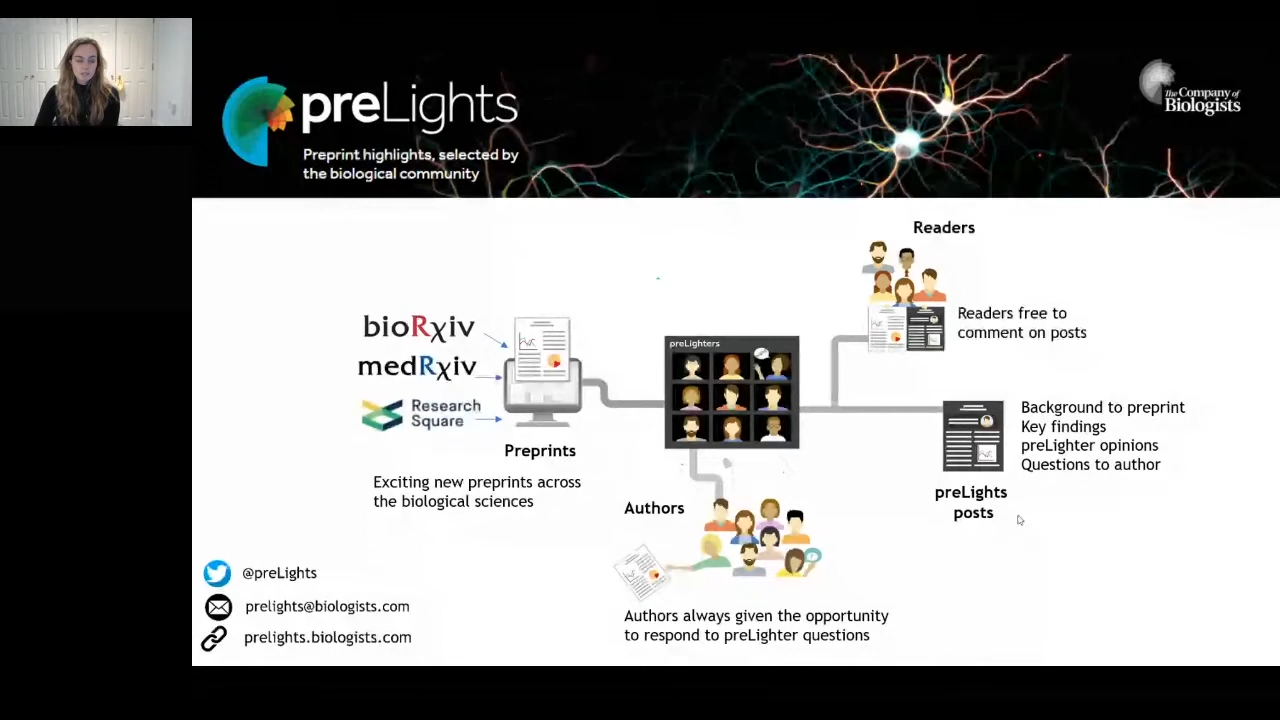 preLights
Preprint highlights, selected by
the biological community
The Company of
Biologists
Readers
Readers free to
comment on posts
bioRχiv
medRχiv
Research
Square
Preprints
Exciting new preprints across
the biological sciences
preLighters
Background to preprint
Key findings
preLighter opinions
Questions to author
preLights
posts
Authors
Authors always given the opportunity
to respond to preLighter questions
@preLights
prelights@biologists.com
prelights.biologists.com